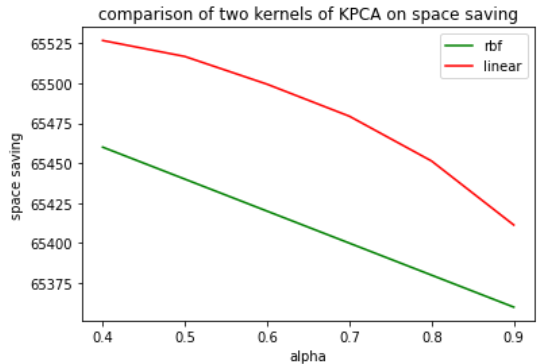 comparison of two kernels of KPCA on space saving
rbf
linear
space saving
65525
65500
65475
65450
65425
65400
65375
0.4 0.5 0.6 0.7 0.8 0.9
alpha